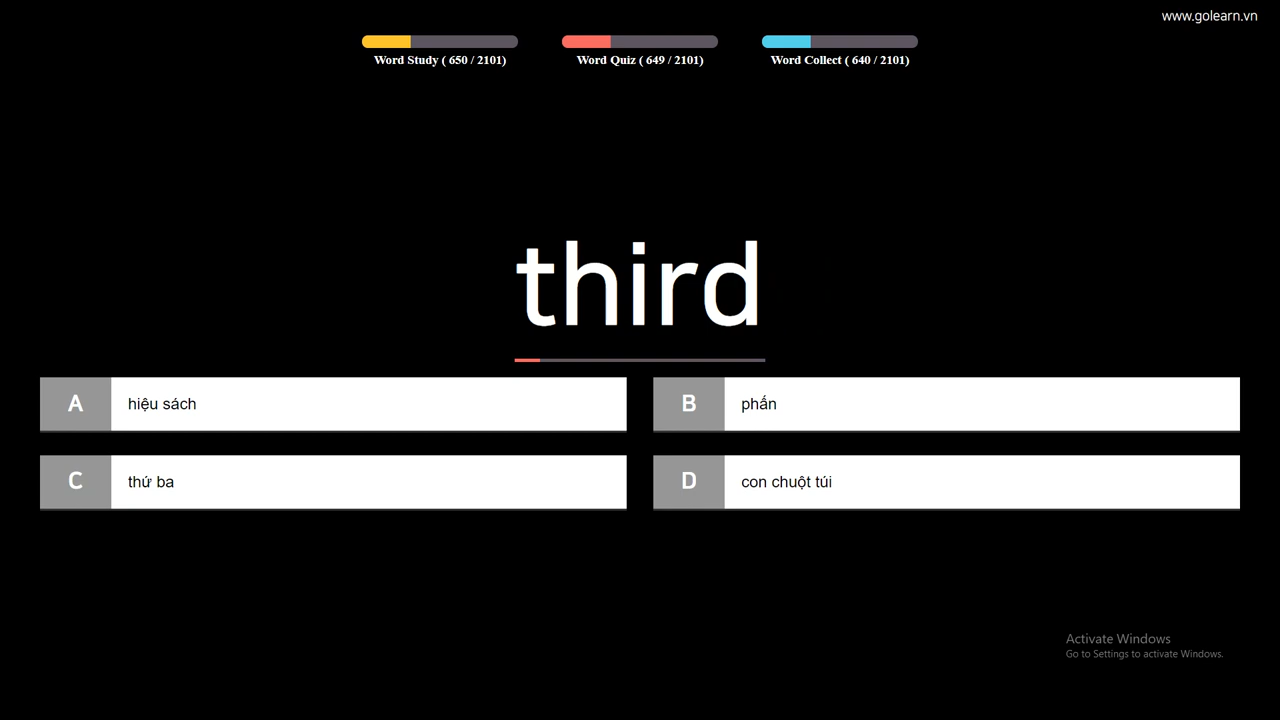 www.golearn.vn
Word Study ( 650 / 2101)
Word Quiz ( 649 / 2101)
Word Collect ( 640 / 2101)
third
A hiệu sách
B phấn
C thứ ba
D con chuột túi
Activate Windows
Go to Settings to activate Windows.